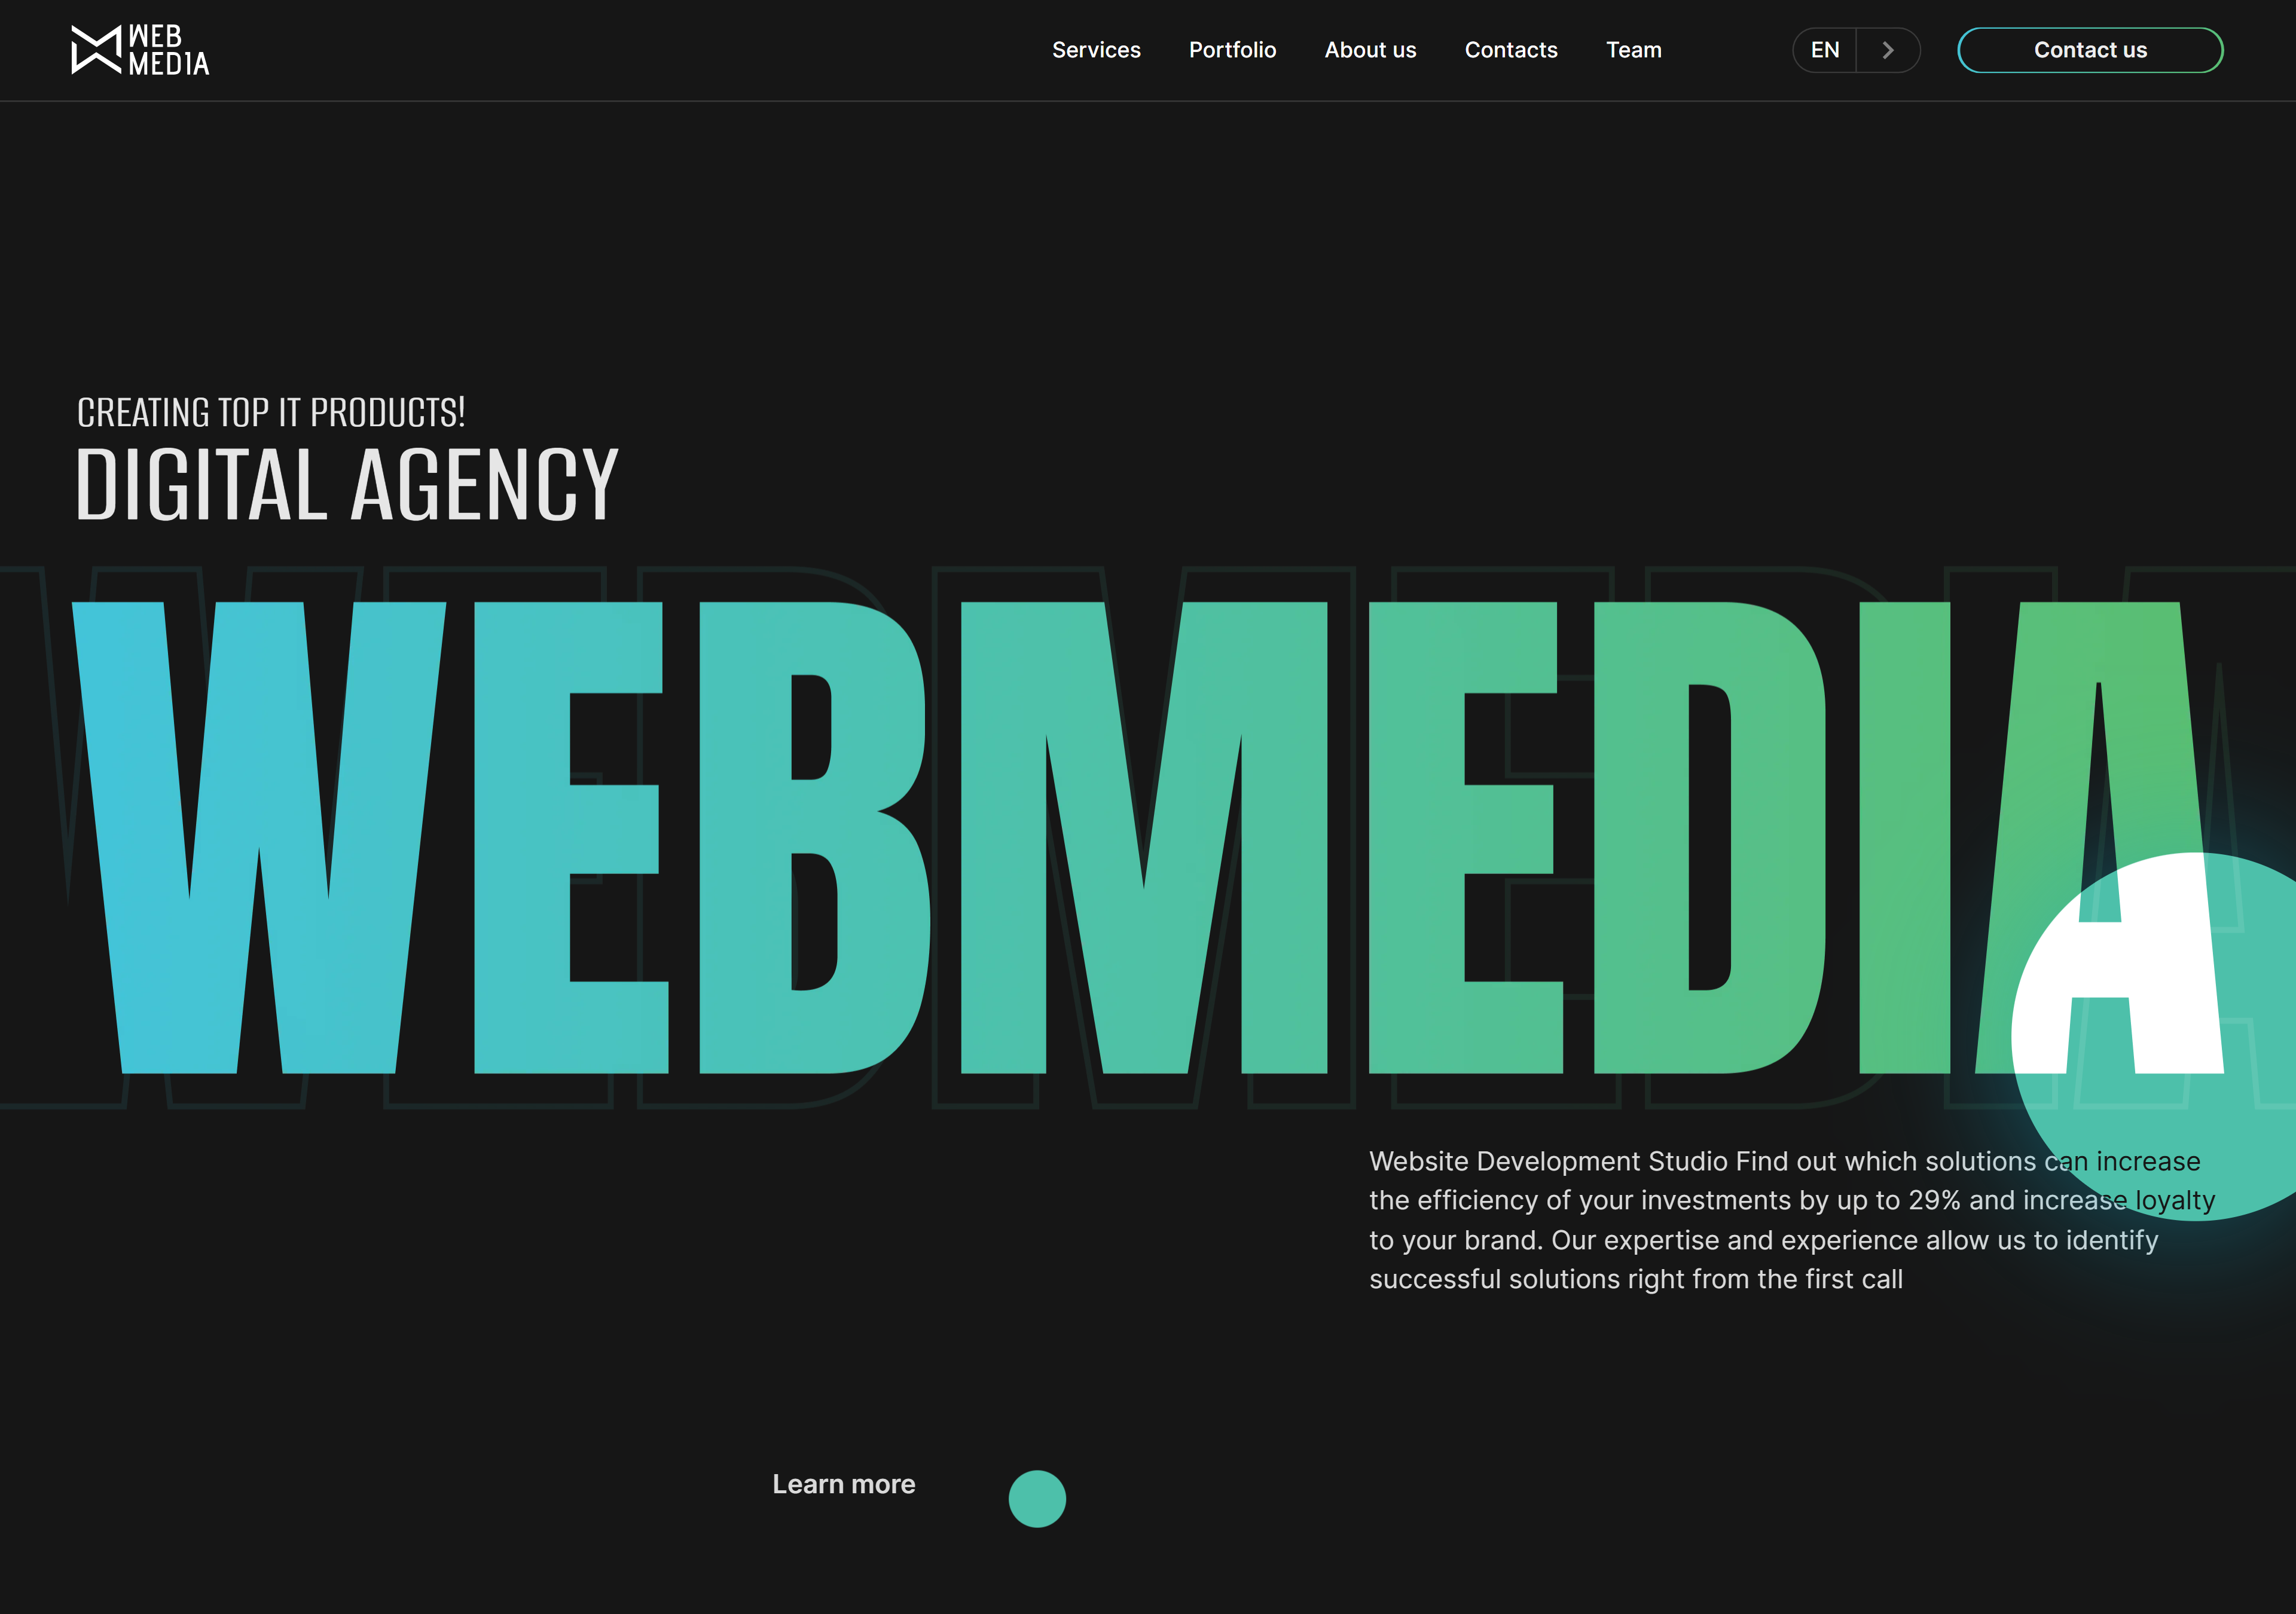 WEB
MEDIA
Services Portfolio About us Contacts Team EN Contact us
CREATING TOP IT PRODUCTS!
DIGITAL AGENCY
WEBMEDIA
Website Development Studio Find out which solutions can increase
the efficiency of your investments by up to 29% and increase loyalty
to your brand. Our expertise and experience allow us to identify
successful solutions right from the first call
Learn more